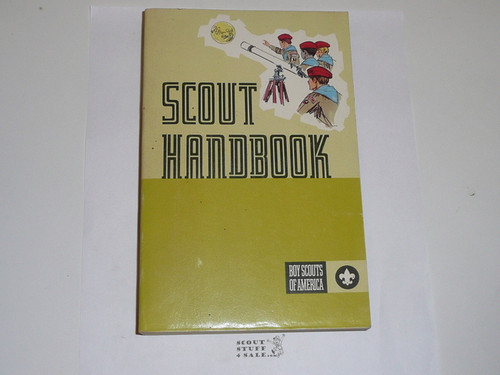 SCOUT
HANDBOOK
BOY SCOUTS
OF AMERICA
SCOUT
STUFF
4 SALE...